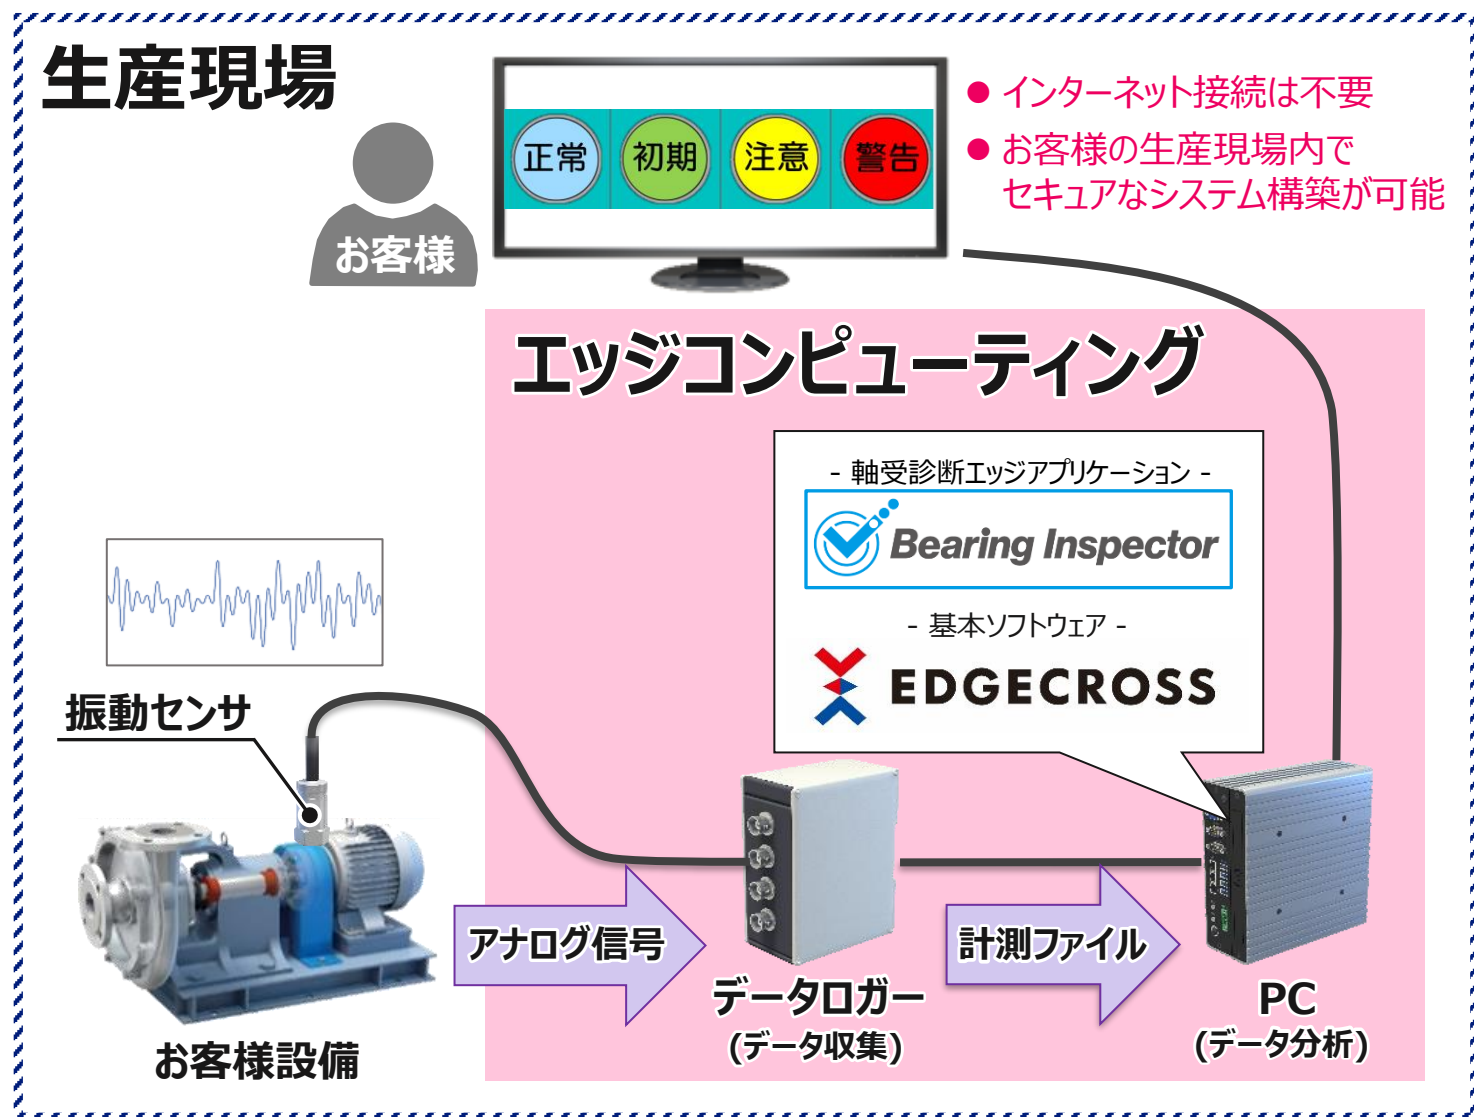 生産現場
お客様
正常
初期
注意
警告
● インターネット接続は不要
● お客様の生産現場内で
セキュアなシステム構築が可能
エッジコンピューティング
- 軸受診断エッジアプリケーション -
Bearing Inspector
- 基本ソフトウェア -
EDGECROSS
振動センサ
アナログ信号
計測ファイル
お客様設備
データロガー
(データ収集)
PC
(データ分析)